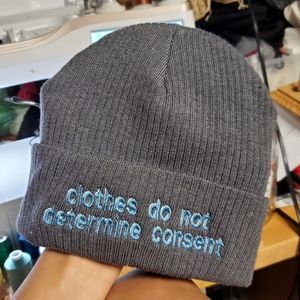 clothes do not
determine consent